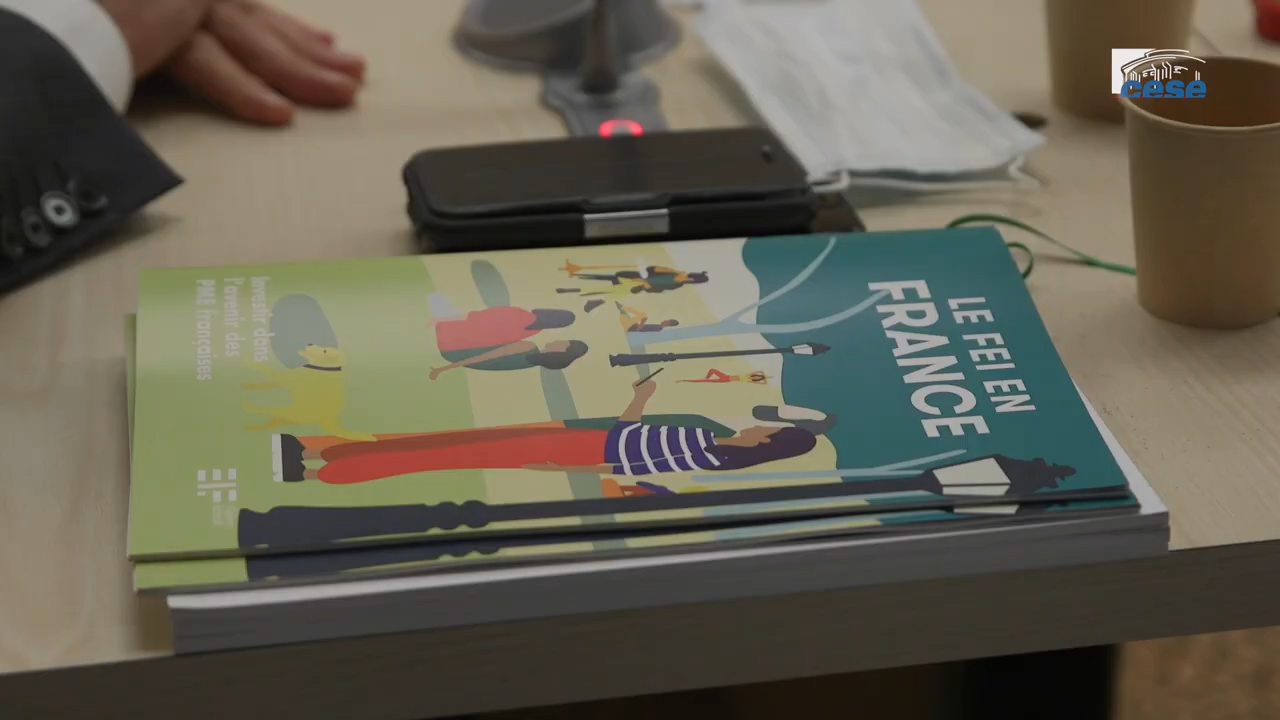 cese
LE FEI EN
FRANCE
Investir dans
l'avenir des
PME françaises